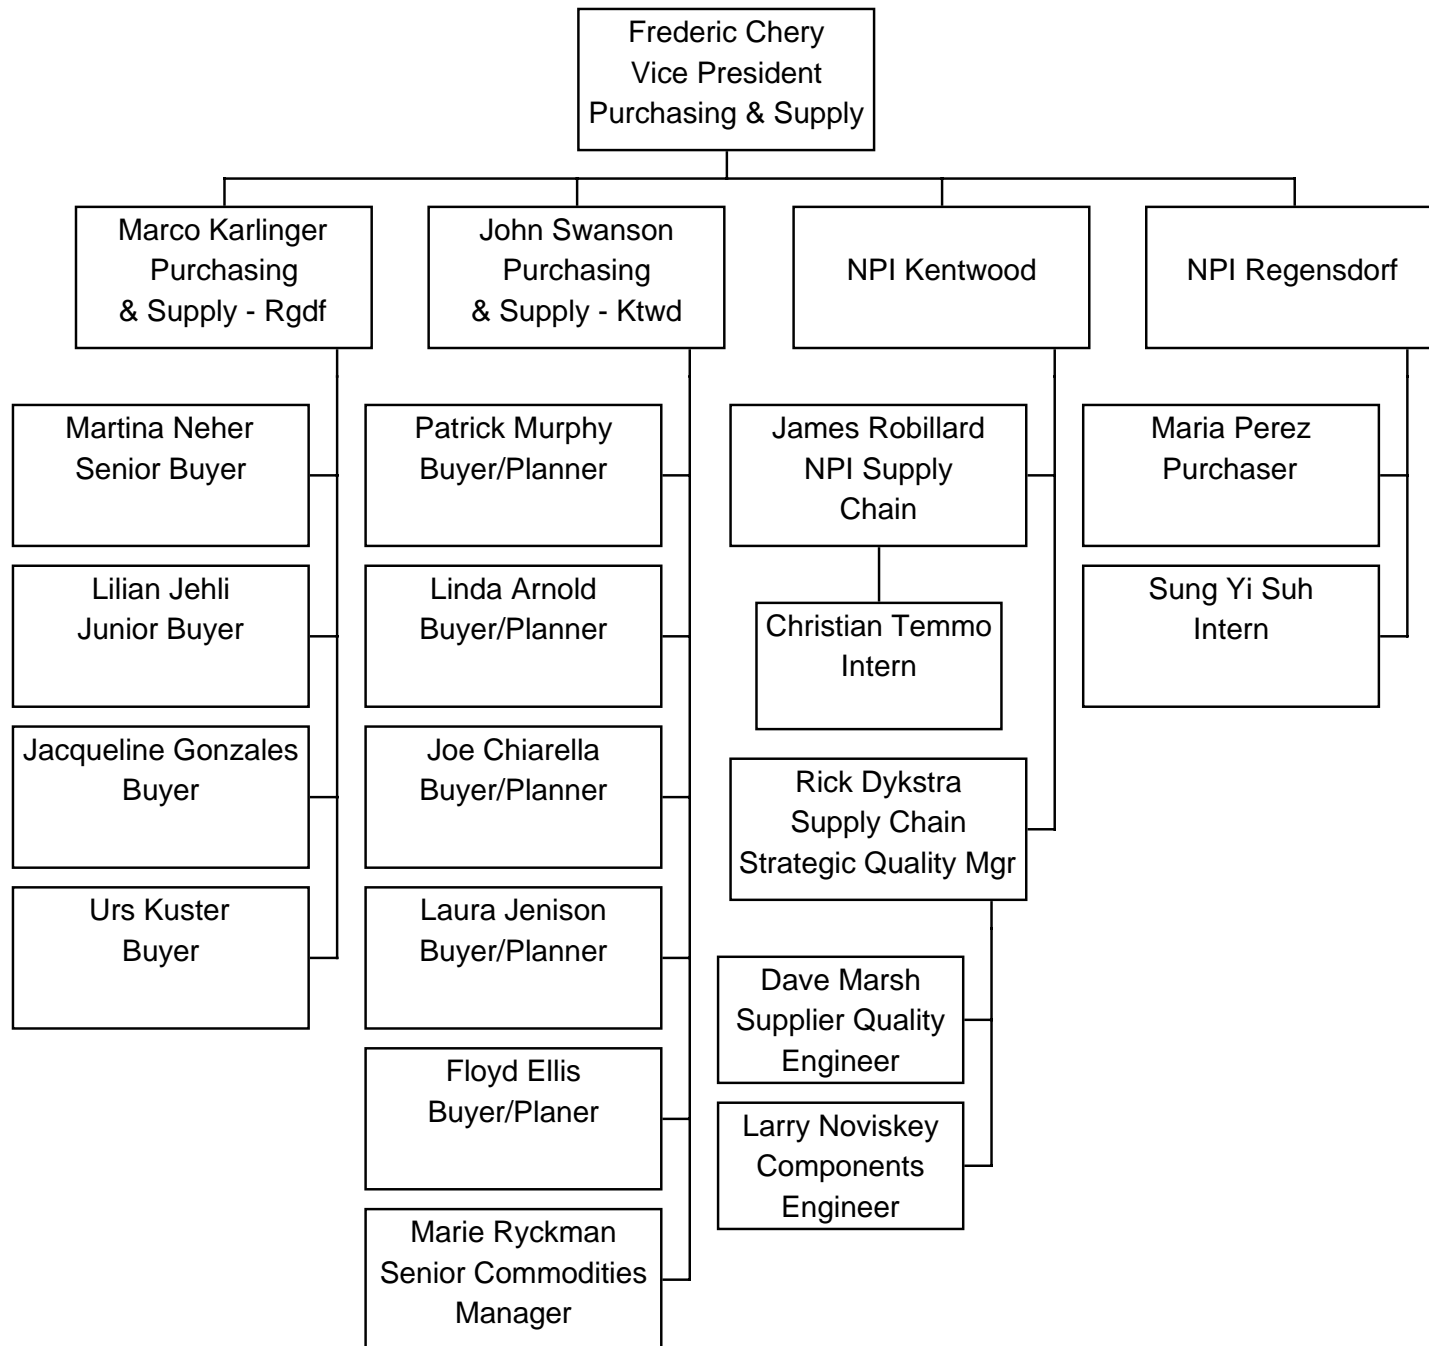 Frederic Chery
Vice President
Purchasing & Supply
Marco Karlinger
Purchasing
& Supply - Rgdf
John Swanson
Purchasing
& Supply - Ktwd
NPI Kentwood
NPI Regensdorf
Martina Neher
Senior Buyer
Lilian Jehli
Junior Buyer
Jacqueline Gonzales
Buyer
Urs Kuster
Buyer
Patrick Murphy
Buyer/Planner
Linda Arnold
Buyer/Planner
Joe Chiarella
Buyer/Planner
Laura Jenison
Buyer/Planner
Floyd Ellis
Buyer/Planer
Marie Ryckman
Senior Commodities
Manager
James Robillard
NPI Supply
Chain
Christian Temmo
Intern
Rick Dykstra
Supply Chain
Strategic Quality Mgr
Dave Marsh
Supplier Quality
Engineer
Larry Noviskey
Components
Engineer
Maria Perez
Purchaser
Sung Yi Suh
Intern